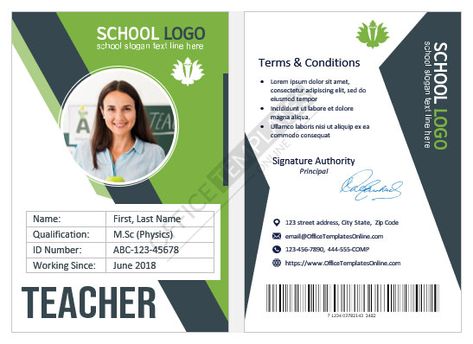 SCHOOL LOGO
school slogan text line here
Name: First, Last Name
Qualification: M.Sc (Physics)
ID Number: ABC-123-45678
Working Since: June 2018
TEACHER
SCHOOL LOGO
school slogan text line here
Terms & Conditions
• Lorem ipsum dolor sit amet,
consectetur adipiscing elit, sed
do eiusmod tempor
• Incididunt ut labore et dolore
magna aliqua.
• Ullamco laboris nisi ut aliquip ex
ea commodo consequat.
Signature Authority
Principal
123 street address, City State, Zip Code
email@OfficeTemplatesOnline.com
123-456-7890, 444-555-COMP
https://www.OfficeTemplatesOnline.com
OFFICE TEMPLATES
ONLINE